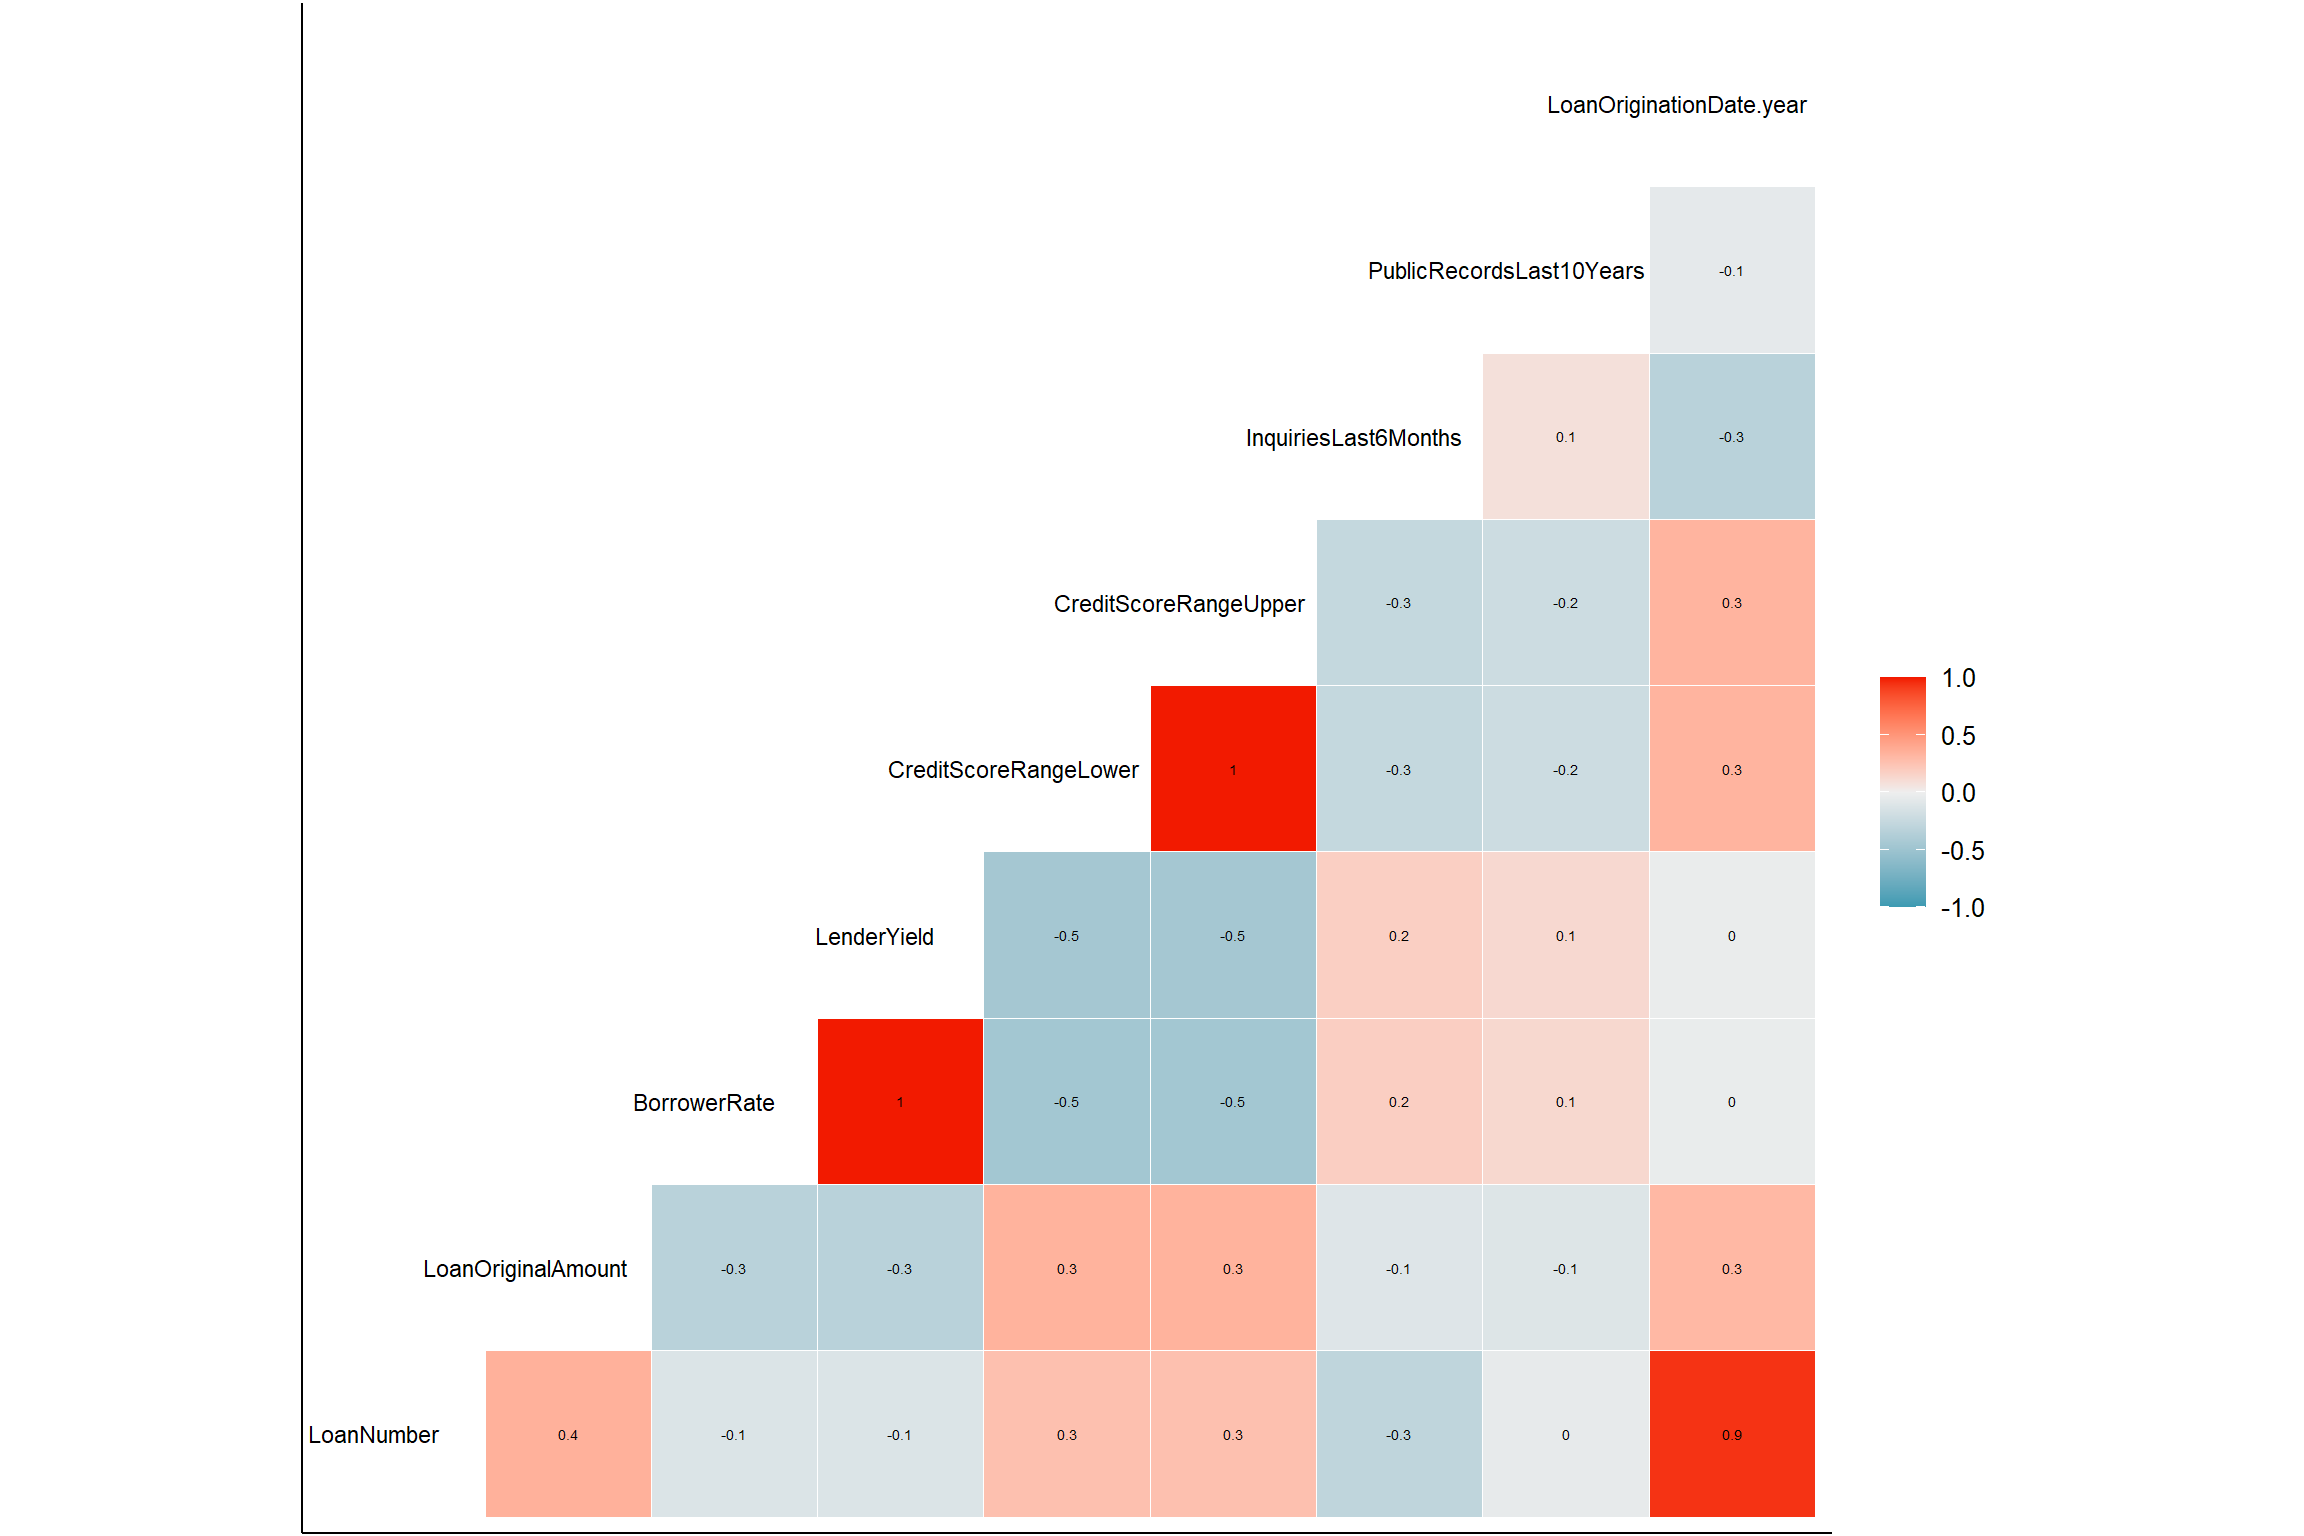 LoanOriginationDate.year
PublicRecordsLast10Years -0.1
InquiriesLast6Months 0.1 -0.3
CreditScoreRangeUpper -0.3 -0.2 0.3
CreditScoreRangeLower 1 -0.3 -0.2 0.3
LenderYield -0.5 -0.5 0.2 0.1 0
BorrowerRate 1 -0.5 -0.5 0.2 0.1 0
LoanOriginalAmount -0.3 -0.3 0.3 0.3 -0.1 -0.1 0.3
LoanNumber 0.4 -0.1 -0.1 0.3 0.3 -0.3 0 0.9
1.0
0.5
0.0
-0.5
-1.0